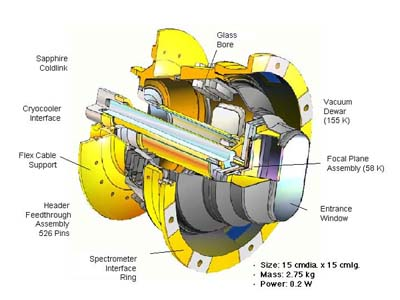 Glass
Bore
Sapphire
Coldlink
Cryocooler
Interface
Flex Cable
Support
Header
Feedthrough
Assembly
526 Pins
Spectrometer
Interface
Ring
Vacuum
Dewar
(155 K)
Focal Plane
Assembly (58 K)
Entrance
Window
· Size: 15 cmdia. x 15 cmlg.
· Mass: 2.75 kg
· Power: 0.2 W